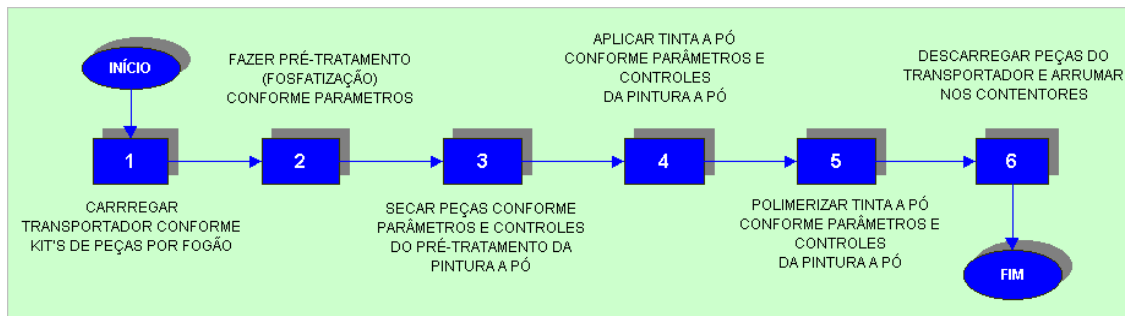 INÍCIO
1
CARRREGAR
TRANSPORTADOR CONFORME
KIT'S DE PEÇAS POR FOGÃO
FAZER PRÉ-TRATAMENTO
(FOSFATIZAÇÃO)
CONFORME PARAMETROS
2
3
SECAR PEÇAS CONFORME
PARÂMETROS E CONTROLES
DO PRÉ-TRATAMENTO DA
PINTURA A PÓ
APLICAR TINTA A PÓ
CONFORME PARÂMETROS E
CONTROLES
DA PINTURA A PÓ
4
5
POLIMERIZAR TINTA A PÓ
CONFORME PARÂMETROS E
CONTROLES
DA PINTURA A PÓ
DESCARREGAR PEÇAS DO
TRANSPORTADOR E ARRUMAR
NOS CONTENTORES
6
FIM